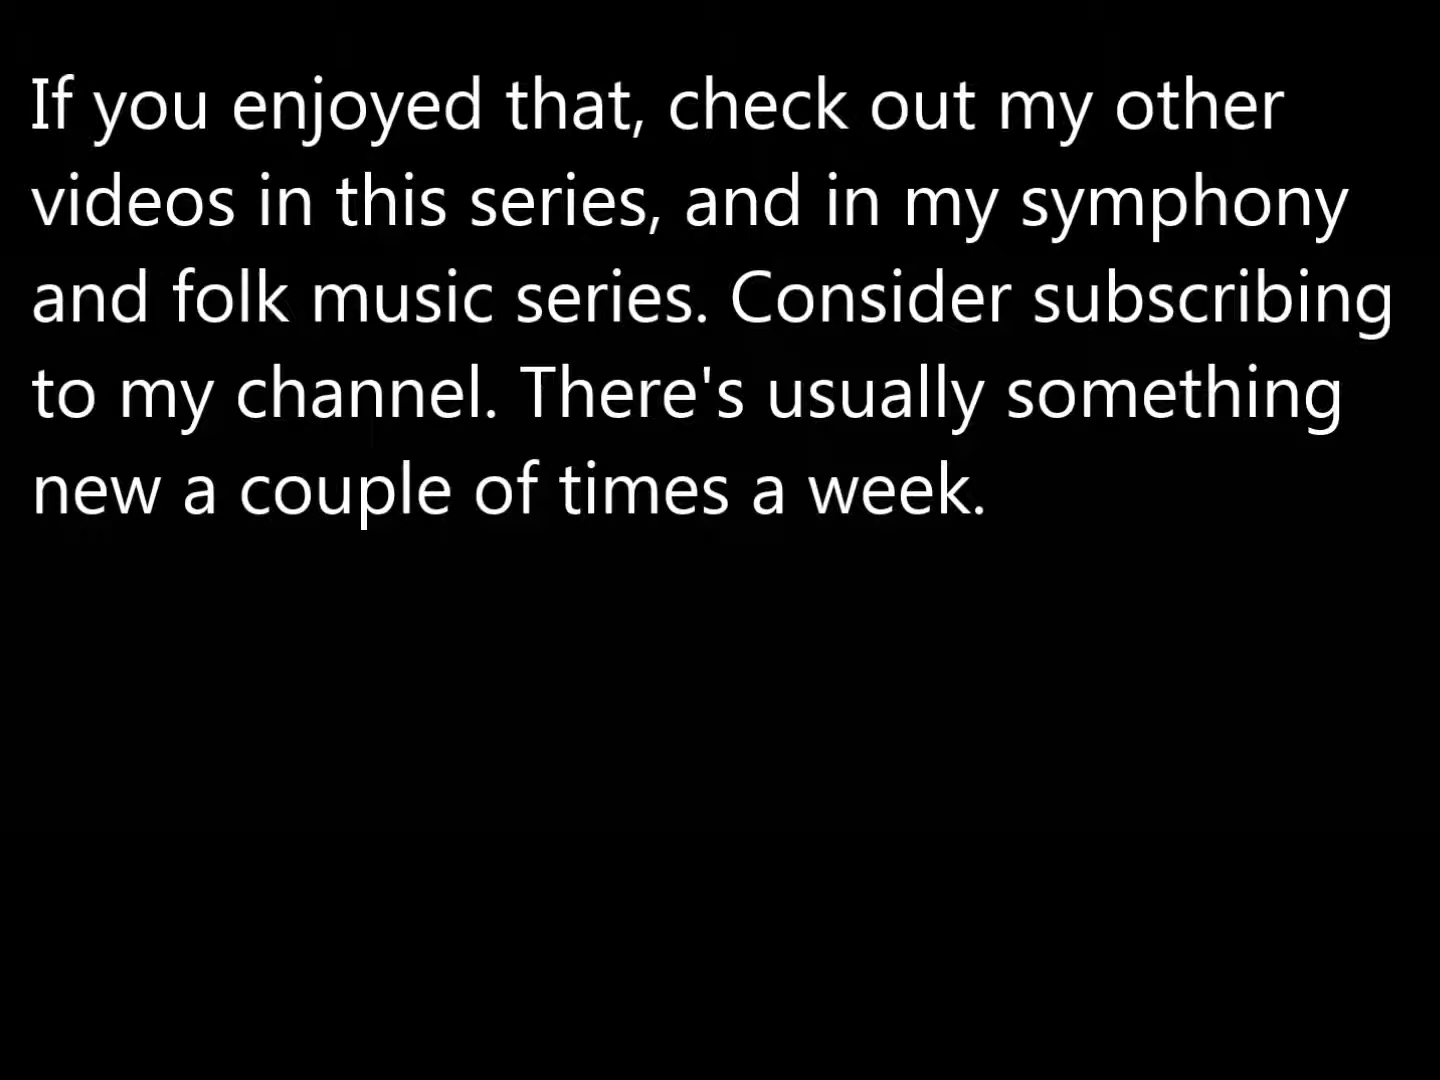 If you enjoyed that, check out my other
videos in this series, and in my symphony
and folk music series. Consider subscribing
to my channel. There's usually something
new a couple of times a week.